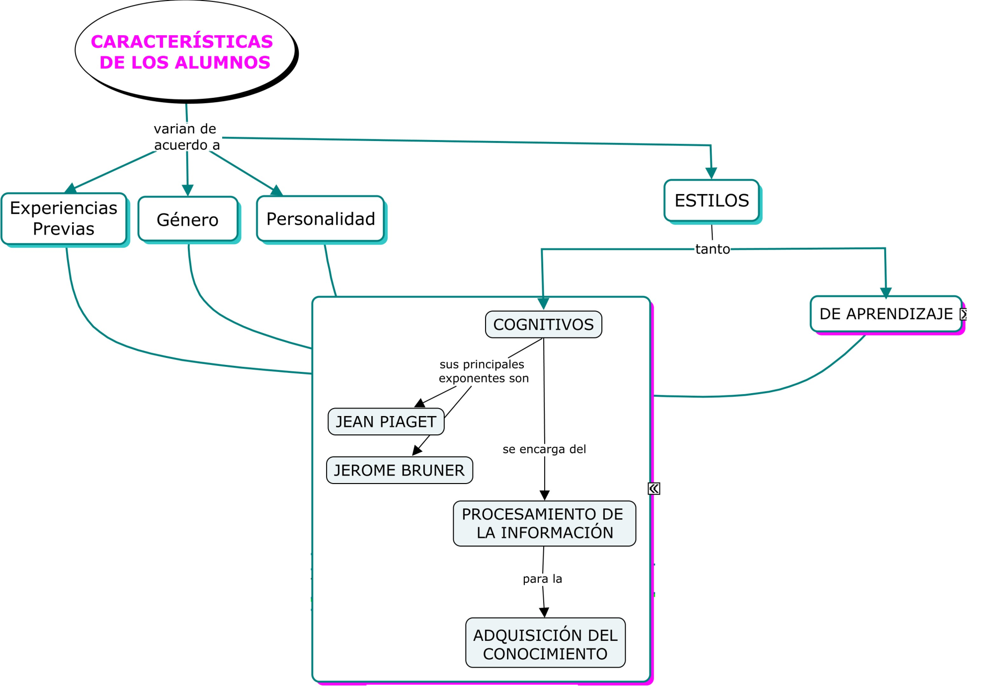 CARACTERÍSTICAS
DE LOS ALUMNOS
varian de
acuerdo a
Experiencias
Previas
Género
Personalidad
ESTILOS
tanto
COGNITIVOS
DE APRENDIZAJE
sus principales
exponentes son
JEAN PIAGET
JEROME BRUNER
se encarga del
PROCESAMIENTO DE
LA INFORMACIÓN
para la
ADQUISICIÓN DEL
CONOCIMIENTO